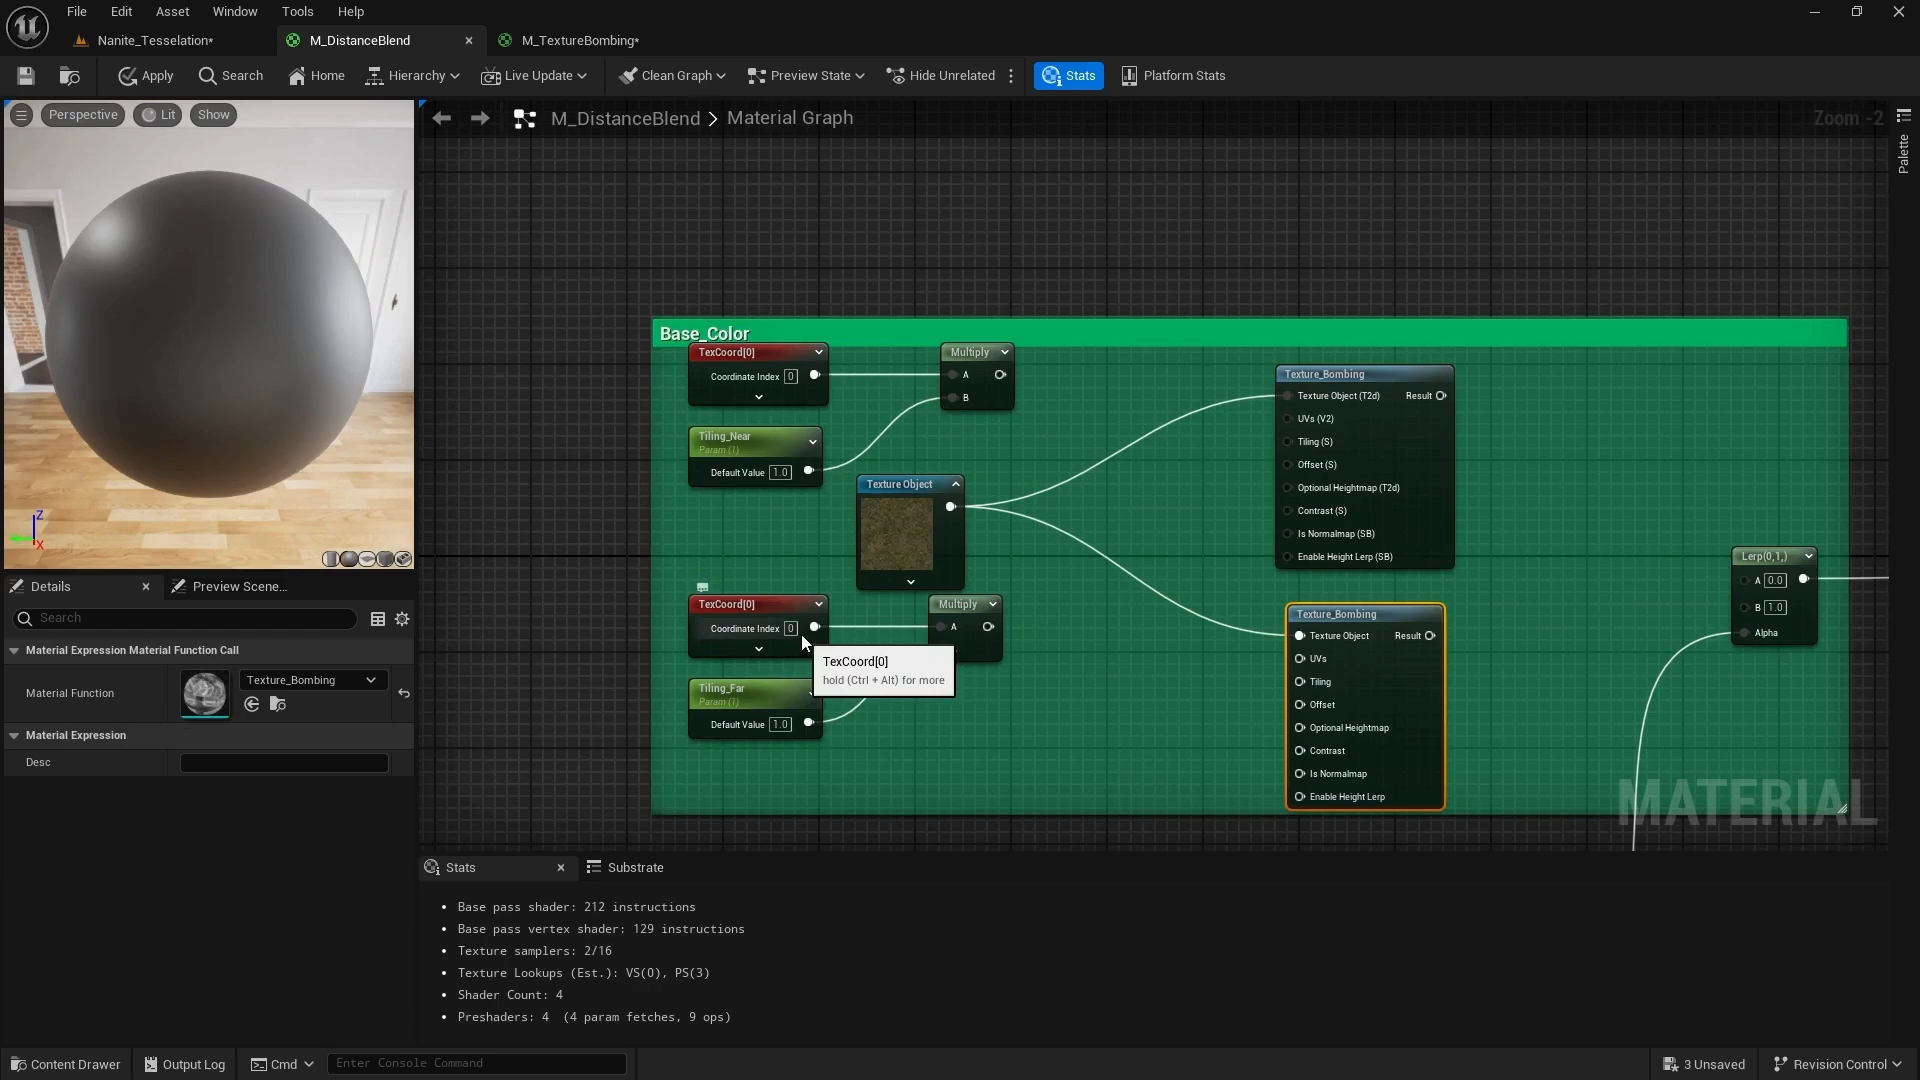 File Edit Asset Window Tools Help
Nanite_Tesselation* M_DistanceBlend M_TextureBombing*
Apply Search Home Hierarchy Live Update Clean Graph Preview State Hide Unrelated Stats Platform Stats
Perspective Lit Show
M_DistanceBlend > Material Graph
Zoom -2
Palette
Z
X
Base_Color
TexCoord[0]
Coordinate Index 0
Multiply
A
B
Tiling_Near
Param (1)
Default Value 1.0
Texture Object
TexCoord[0]
Coordinate Index 0
Multiply
A
TexCoord[0]
hold (Ctrl + Alt) for more
Tiling_Far
Param (1)
Default Value 1.0
Texture_Bombing
Texture Object (T2d) Result
UVs (V2)
Tiling (S)
Offset (S)
Optional Heightmap (T2d)
Contrast (S)
Is Normalmap (SB)
Enable Height Lerp (SB)
Texture_Bombing
Texture Object Result
UVs
Tiling
Offset
Optional Heightmap
Contrast
Is Normalmap
Enable Height Lerp
Lerp(0,1,)
A 0.0
B 1.0
Alpha
MATERIAL
Details Preview Scene...
Search
Material Expression Material Function Call
Material Function Texture_Bombing
Material Expression
Desc
Stats Substrate
• Base pass shader: 212 instructions
• Base pass vertex shader: 129 instructions
• Texture samplers: 2/16
• Texture Lookups (Est.): VS(0), PS(3)
• Shader Count: 4
• Preshaders: 4 (4 param fetches, 9 ops)
Content Drawer Output Log Cmd Enter Console Command 3 Unsaved Revision Control